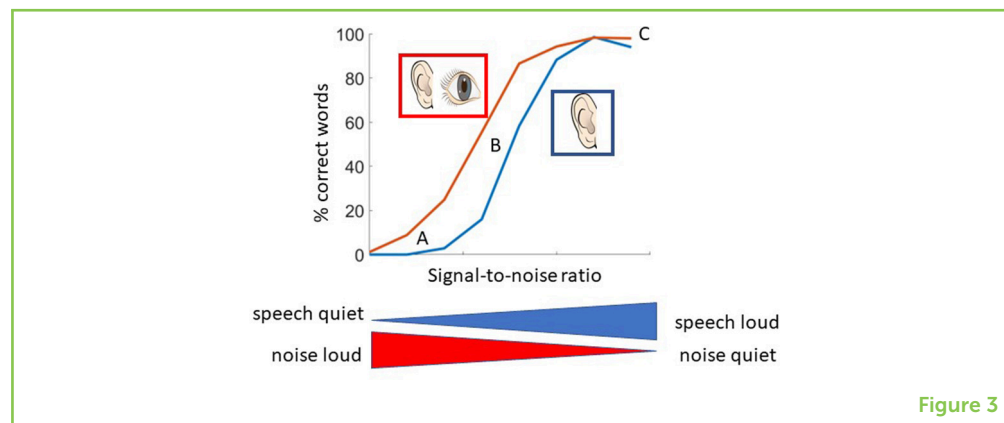 100
80
60
40
20
0
% correct words
A
B
C
Signal-to-noise ratio
speech quiet
speech loud
noise loud
noise quiet
Figure 3